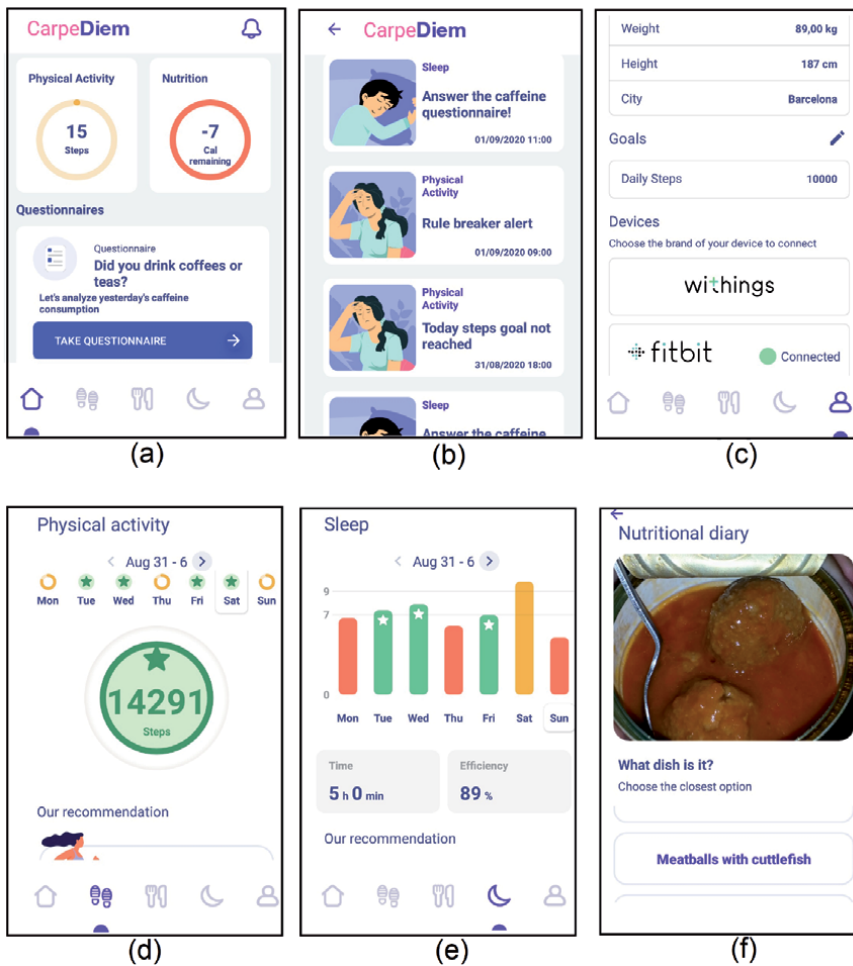 CarpeDiem
Physical Activity
15
Steps
Nutrition
-7
Cal
remaining
Questionnaires
Questionnaire
Did you drink coffees or
teas?
Let's analyze yesterday's caffeine
consumption
TAKE QUESTIONNAIRE
(a)
CarpeDiem
Sleep
Answer the caffeine
questionnaire!
01/09/2020 11:00
Physical
Activity
Rule breaker alert
01/09/2020 09:00
Physical
Activity
Today steps goal not
reached
31/08/2020 18:00
Sleep
Answer the caffeine
(b)
Weight 89,00 kg
Height 187 cm
City Barcelona
Goals
Daily Steps 10000
Devices
Choose the brand of your device to connect
withings
fitbit Connected
(c)
Physical activity
Aug 31 - 6
Mon Tue Wed Thu Fri Sat Sun
14291
Steps
Our recommendation
(d)
Sleep
Aug 31 - 6
9
7
0
Mon Tue Wed Thu Fri Sat Sun
Time
5 h 0 min
Efficiency
89 %
Our recommendation
(e)
Nutritional diary
What dish is it?
Choose the closest option
Meatballs with cuttlefish
(f)